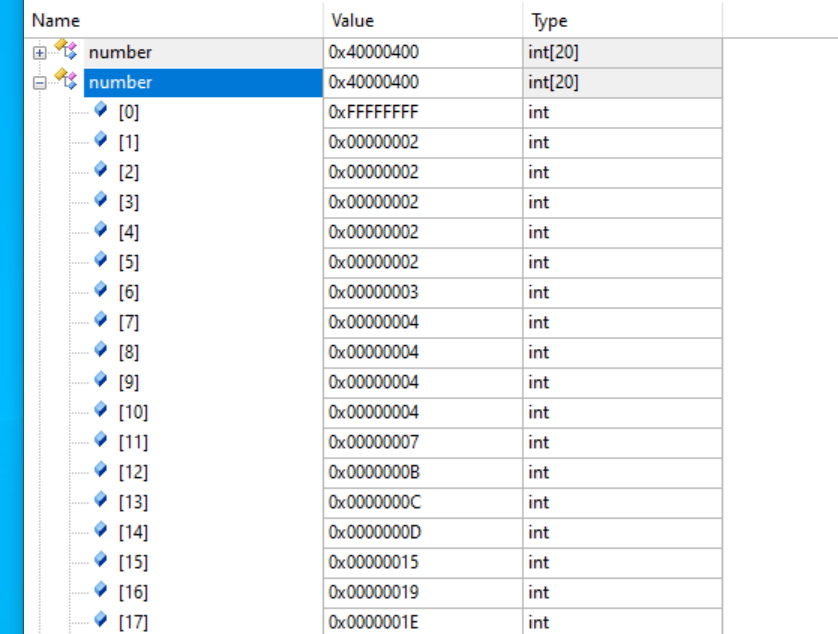 Name Value Type
number 0x40000400 int[20]
number 0x40000400 int[20]
[0] 0xFFFFFFFF int
[1] 0x00000002 int
[2] 0x00000002 int
[3] 0x00000002 int
[4] 0x00000002 int
[5] 0x00000002 int
[6] 0x00000003 int
[7] 0x00000004 int
[8] 0x00000004 int
[9] 0x00000004 int
[10] 0x00000004 int
[11] 0x00000007 int
[12] 0x0000000B int
[13] 0x0000000C int
[14] 0x0000000D int
[15] 0x00000015 int
[16] 0x00000019 int
[17] 0x0000001E int